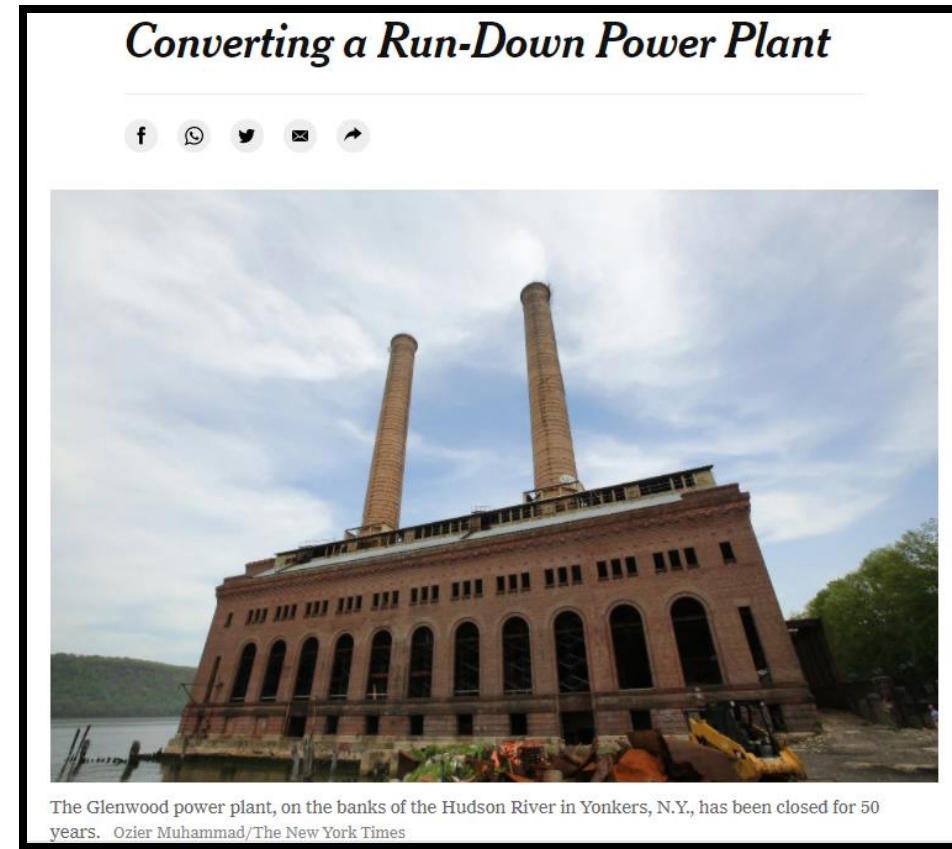 Converting a Run-Down Power Plant
The Glenwood power plant, on the banks of the Hudson River in Yonkers, N.Y., has been closed for 50
years. Ozier Muhammad/The New York Times